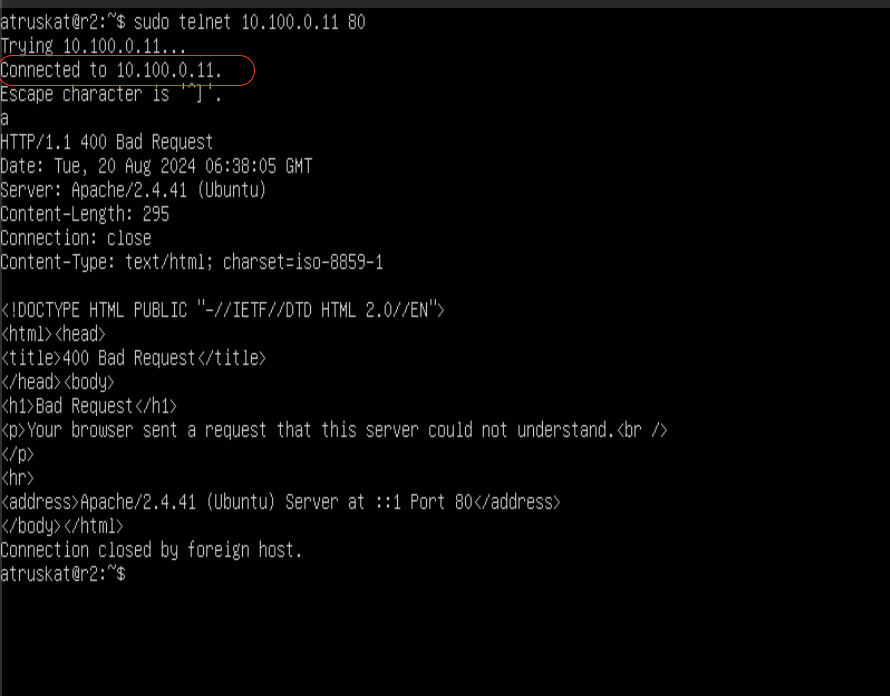 atruskat@r2:~$ sudo telnet 10.100.0.11 80
Trying 10.100.0.11...
Connected to 10.100.0.11.
Escape character is '^]'.
a
HTTP/1.1 400 Bad Request
Date: Tue, 20 Aug 2024 06:38:05 GMT
Server: Apache/2.4.41 (Ubuntu)
Content-Length: 295
Connection: close
Content-Type: text/html; charset=iso-8859-1

<!DOCTYPE HTML PUBLIC "-//IETF//DTD HTML 2.0//EN">
<html><head>
<title>400 Bad Request</title>
</head><body>
<h1>Bad Request</h1>
<p>Your browser sent a request that this server could not understand.<br />
</p>
<hr>
<address>Apache/2.4.41 (Ubuntu) Server at ::1 Port 80</address>
</body></html>
Connection closed by foreign host.
atruskat@r2:~$